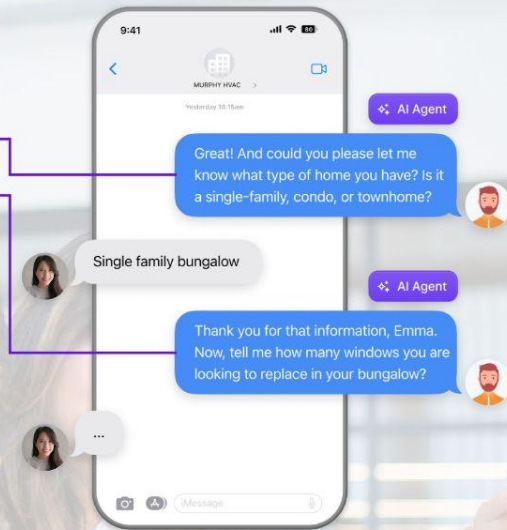 9:41
80
MURPHY HVAC >
Yesterday 10:15am
AI Agent
Great! And could you please let me
know what type of home you have? Is it
a single-family, condo, or townhome?
Single family bungalow
AI Agent
Thank you for that information, Emma.
Now, tell me how many windows you are
looking to replace in your bungalow?
...
iMessage